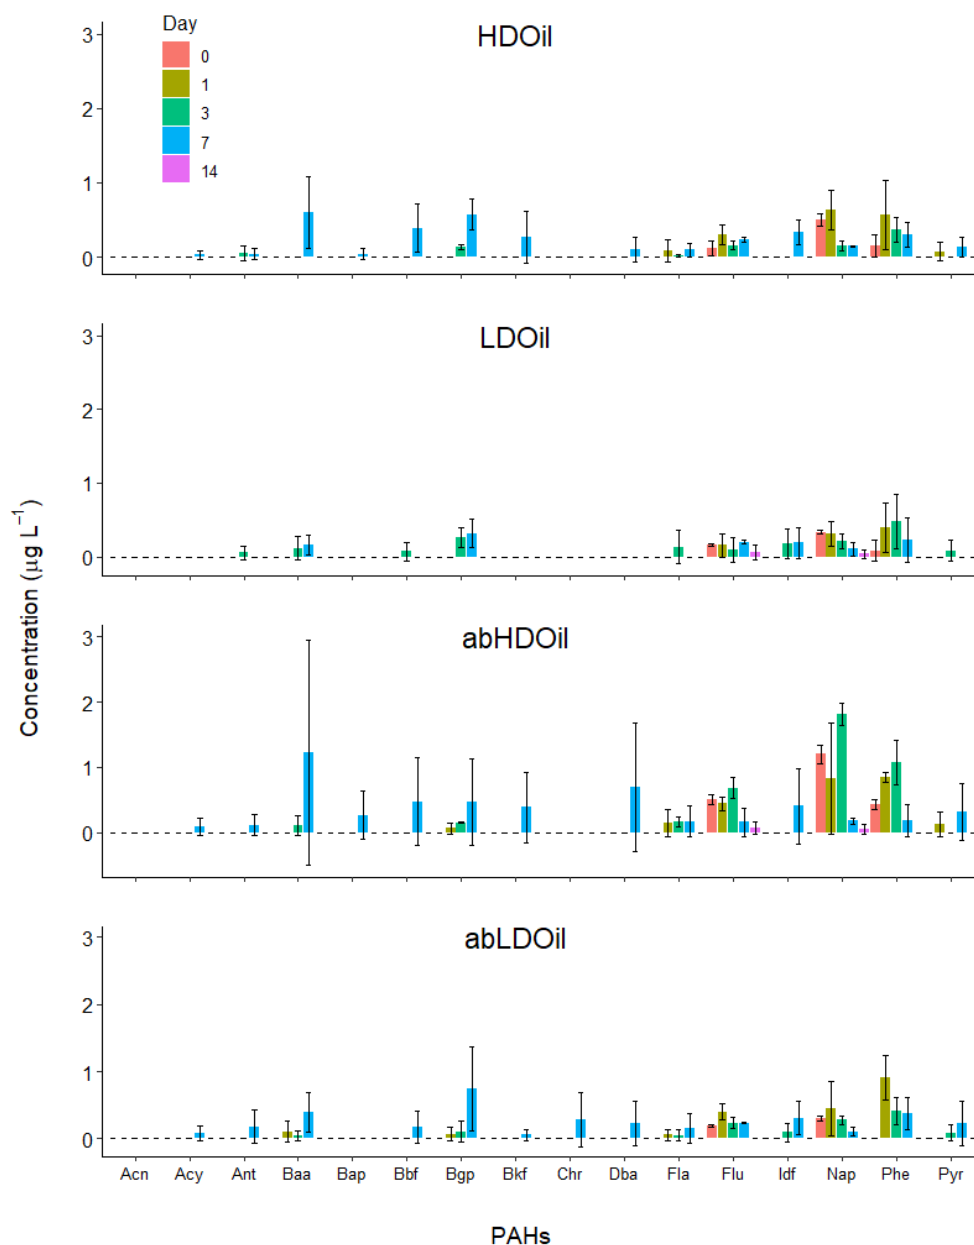 Day
0
1
3
7
14
HDOil
3
2
1
0
LDOil
3
2
1
0
Concentration (µg L⁻¹)
abHDOil
3
2
1
0
abLDOil
3
2
1
0
Acn Acy Ant Baa Bap Bbf Bgp Bkf Chr Dba Fla Flu Idf Nap Phe Pyr
PAHs